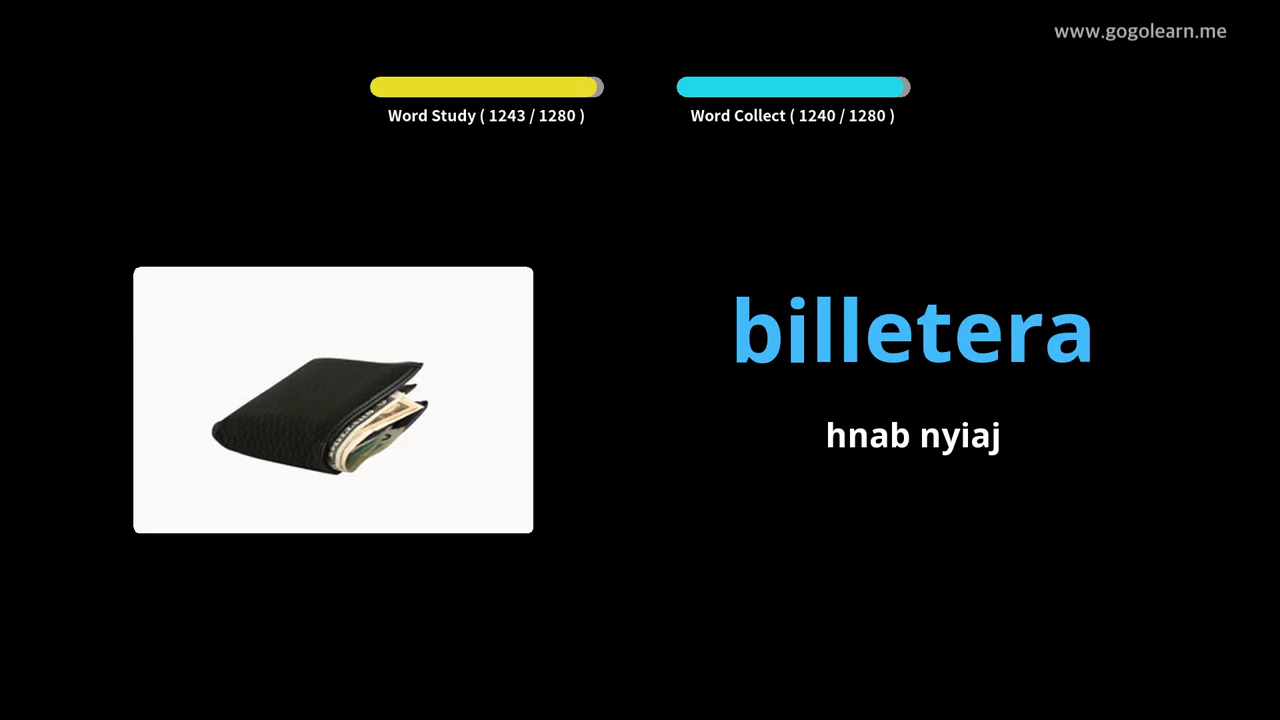 www.gogolearn.me
Word Study ( 1243 / 1280 )
Word Collect ( 1240 / 1280 )
billetera
hnab nyiaj